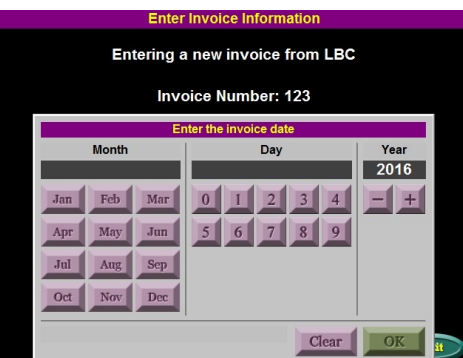 Enter Invoice Information
Entering a new invoice from LBC
Invoice Number: 123
Enter the invoice date
Month Day Year
2016
Jan Feb Mar 0 1 2 3 4 - +
Apr May Jun 5 6 7 8 9
Jul Aug Sep
Oct Nov Dec
Clear OK
it